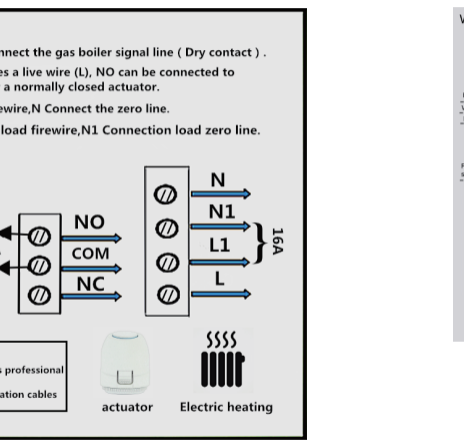 nnect the gas boiler signal line ( Dry contact ) .
es a live wire (L), NO can be connected to
a normally closed actuator.
ewire,N Connect the zero line.
load firewire,N1 Connection load zero line.
N
N1
L1
L
16A
NO
COM
NC
s professional
ation cables
actuator
Electric heating